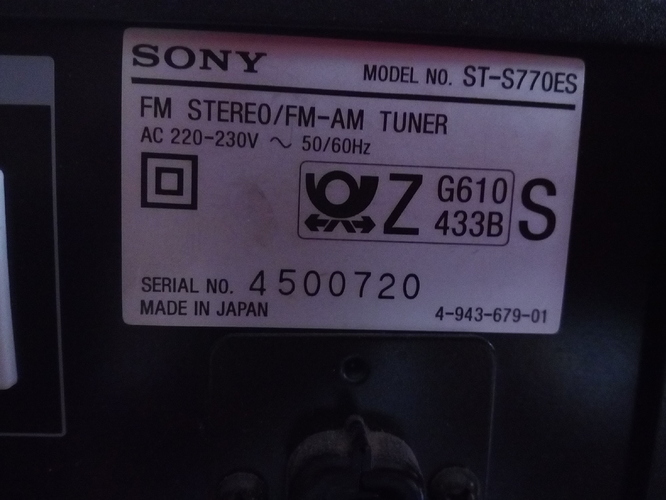 SONY MODEL NO. ST-S770ES
FM STEREO/FM-AM TUNER
AC 220-230V ~ 50/60Hz
Z G610 433B S
SERIAL NO. 4500720
MADE IN JAPAN 4-943-679-01